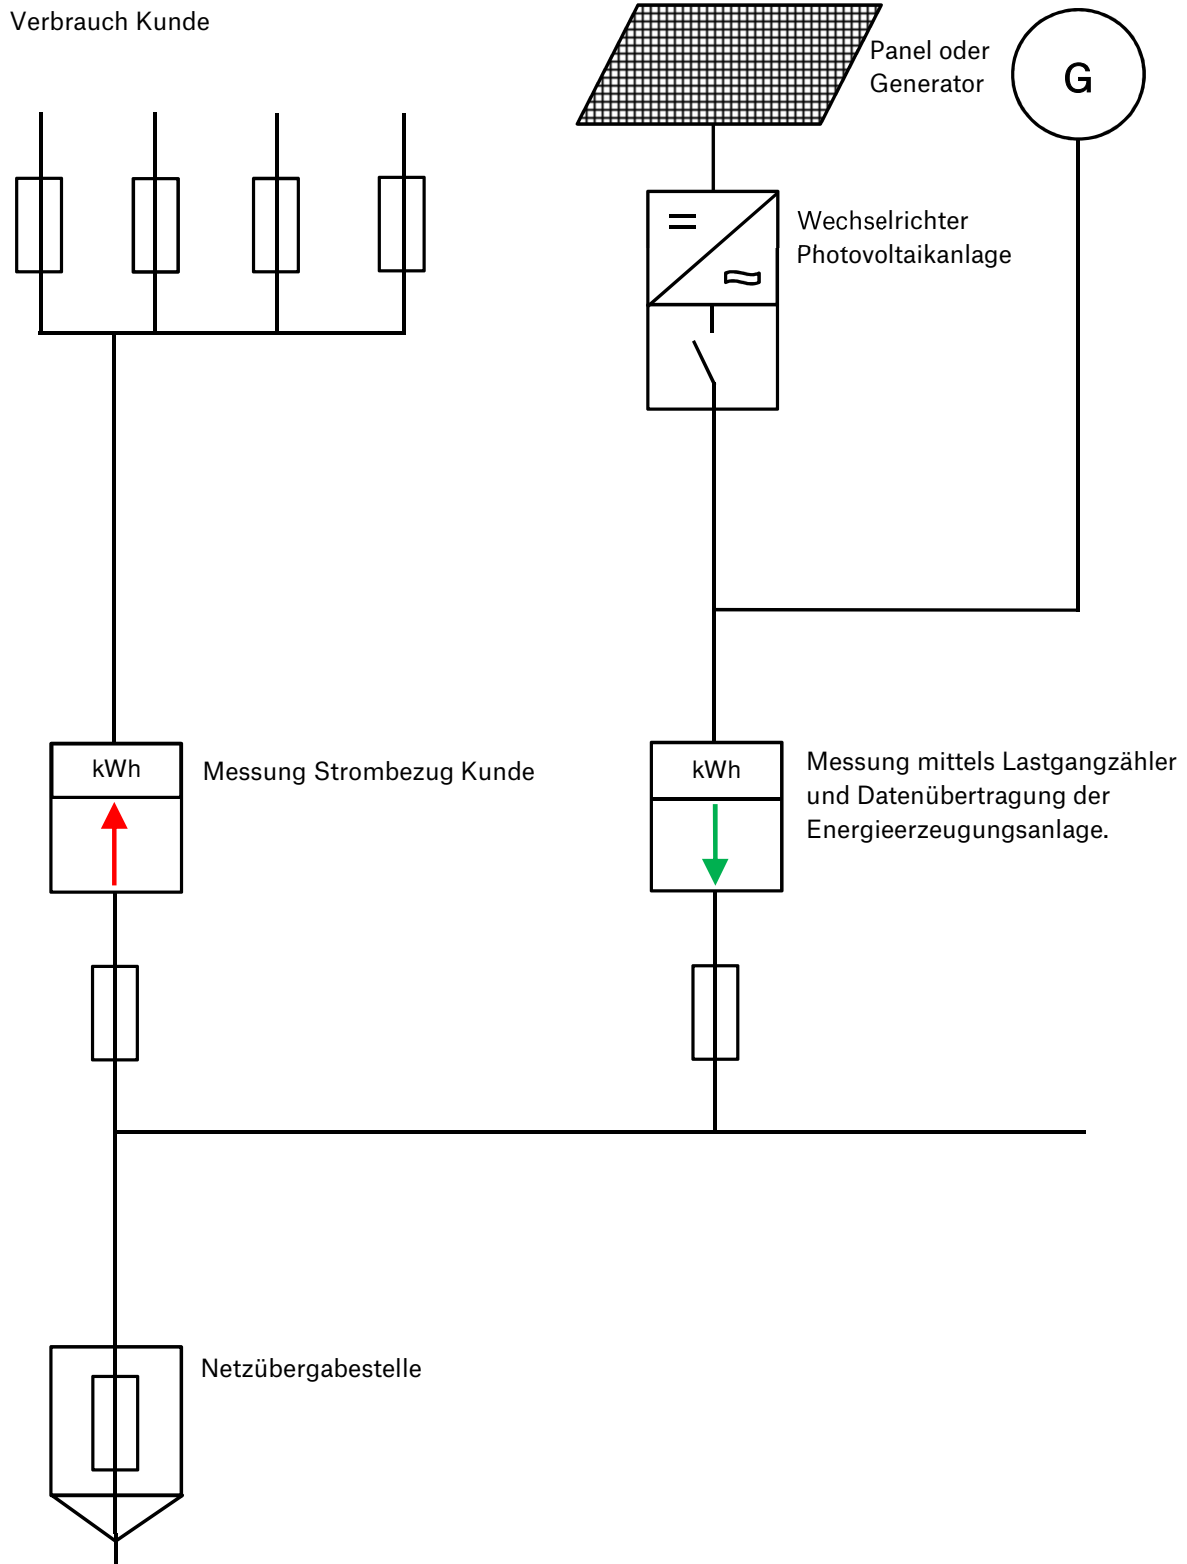 Verbrauch Kunde
Panel oder
Generator
G
Wechselrichter
Photovoltaikanlage
kWh
Messung Strombezug Kunde
kWh
Messung mittels Lastgangzähler
und Datenübertragung der
Energieerzeugungsanlage.
Netzübergabestelle